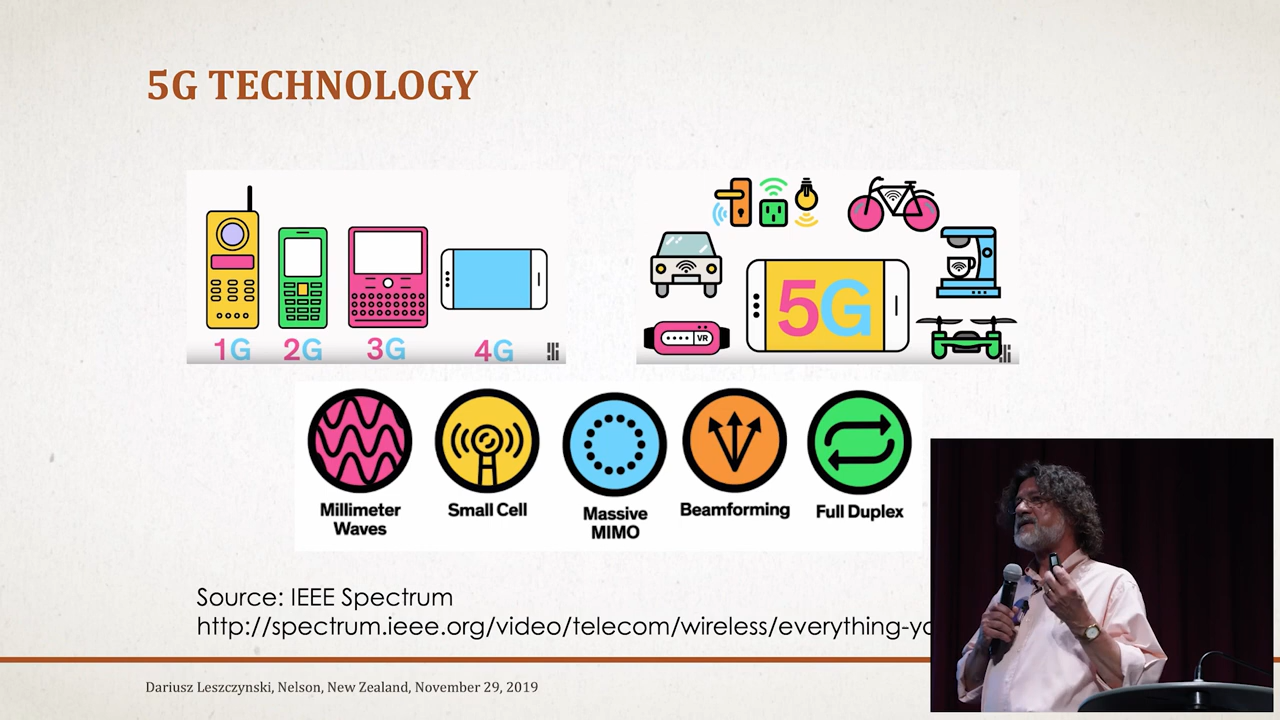 5G TECHNOLOGY
1G 2G 3G 4G
VR
5G
Millimeter
Waves
Small Cell
Massive
MIMO
Beamforming
Full Duplex
Source: IEEE Spectrum
http://spectrum.ieee.org/video/telecom/wireless/everything-yo
Dariusz Leszczynski, Nelson, New Zealand, November 29, 2019